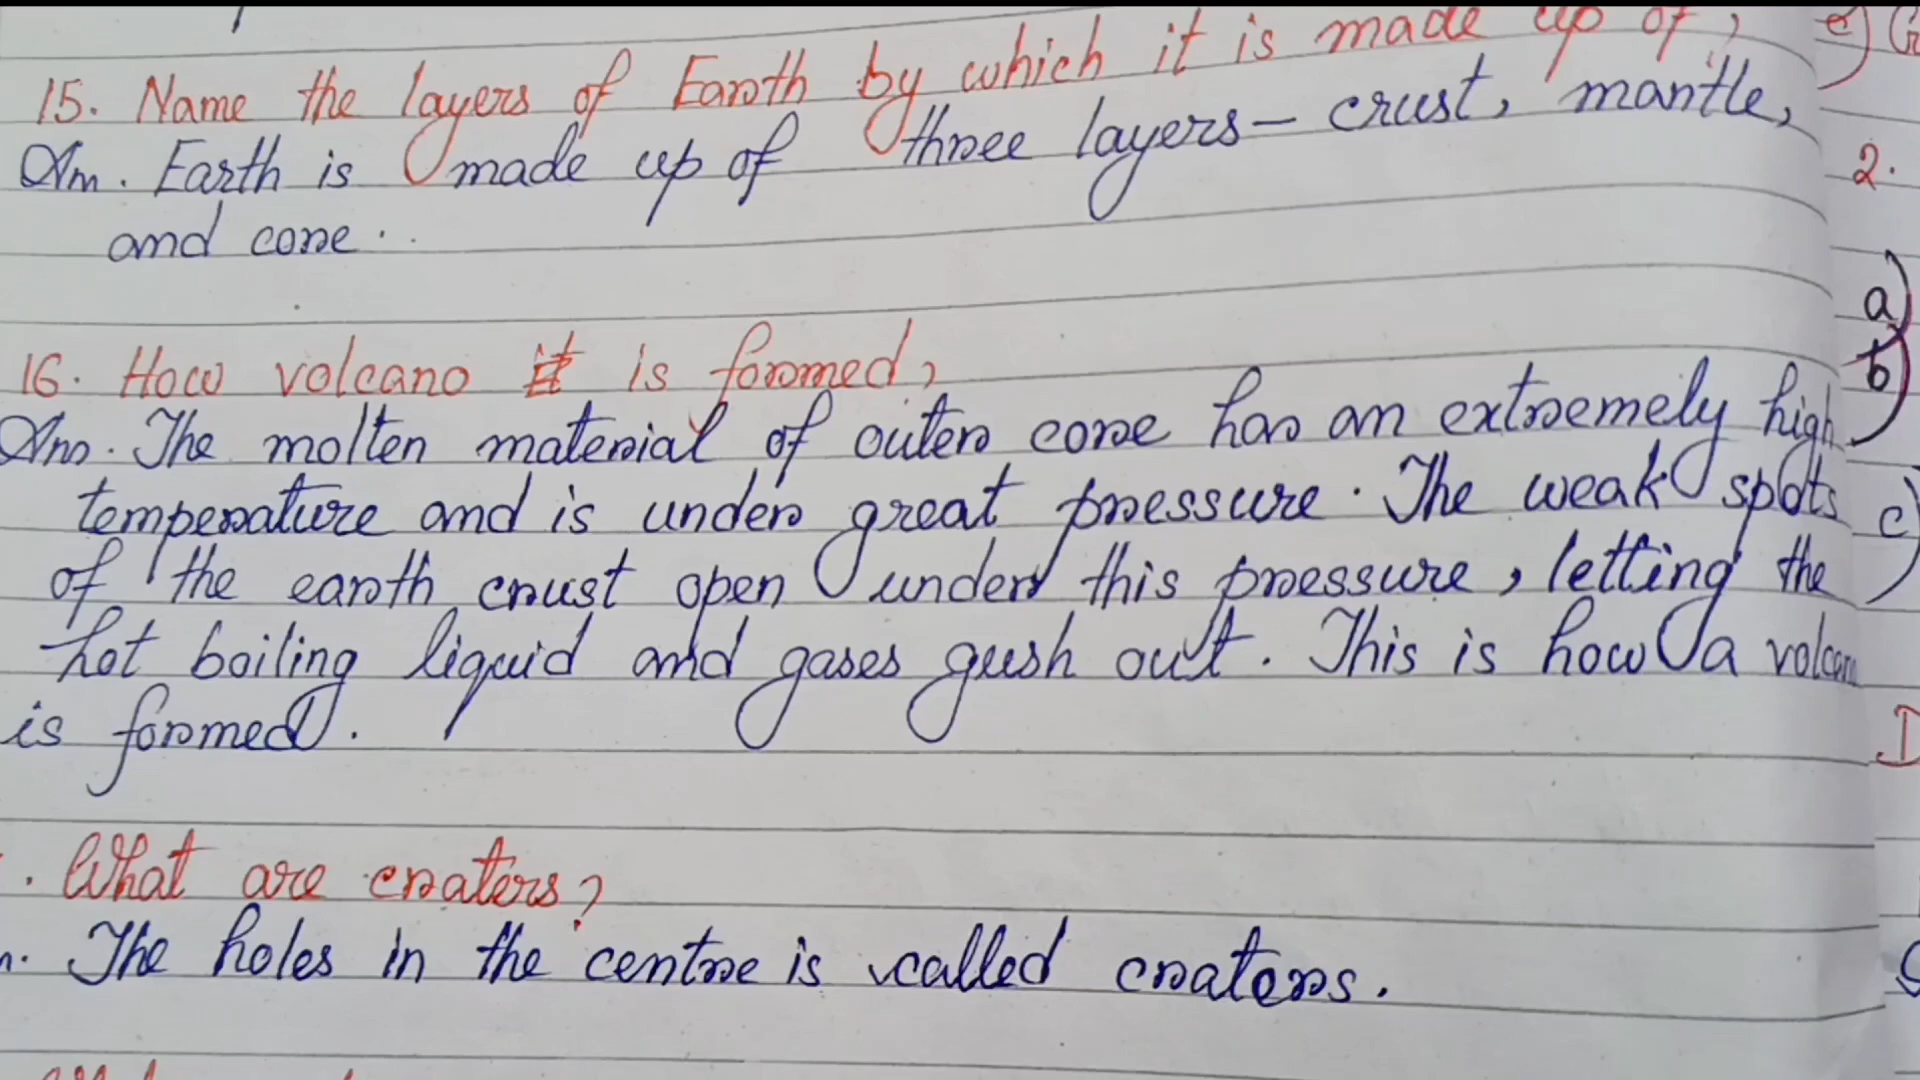 15. Name the layers of Earth by which it is made up of?
Ans. Earth is made up of three layers– crust, mantle,
and core.
16. How volcano it is formed?
Ans. The molten material of outer core has an extremely high
temperature and is under great pressure. The weak spots
of the earth crust open under this pressure, letting the
hot boiling liquid and gases gush out. This is how a volcano
is formed.
. What are craters?
n. The holes in the centre is called craters.
e)
2.
a)
b)
c)